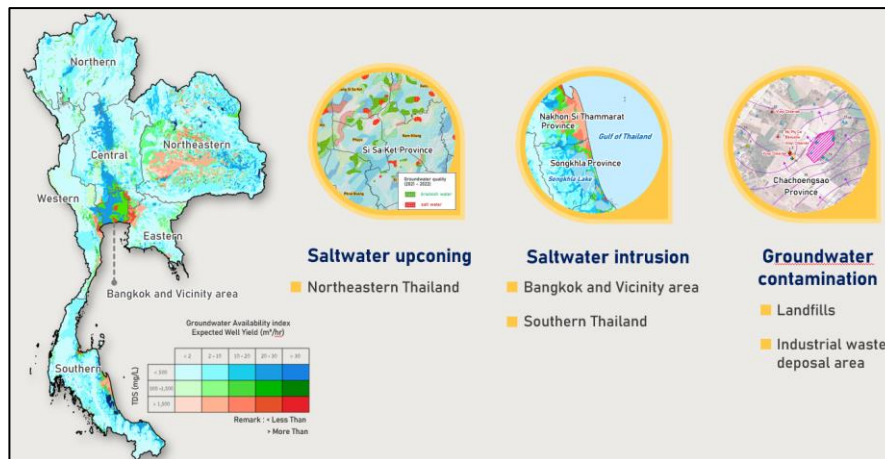 Northern
Northeastern
Central
Western
Eastern
Bangkok and Vicinity area
Southern
Groundwater Availability index
Expected Well Yield (m³/hr)
< 2
2-10
15-20
20-30
> 30
TDS (mg/L)
< 500
> 1,500
Remark : < Less Than
> More Than
Si Sa Ket Province
Groundwater quality
(2021 - 2022)
brackish water
salt water
Saltwater upconing
Northeastern Thailand
Nakhon Si Thammarat
Province
Gulf of Thailand
Songkhla Province
Songkhla Lake
Saltwater intrusion
Bangkok and Vicinity area
Southern Thailand
Chachoengsao
Province
Groundwater
contamination
Landfills
Industrial waste
deposal area